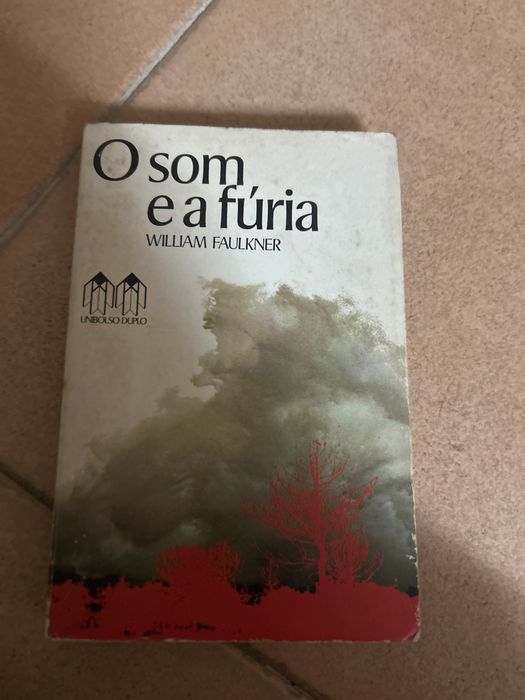 O som
e a fúria
WILLIAM FAULKNER
UNIBOLSO DUPLO